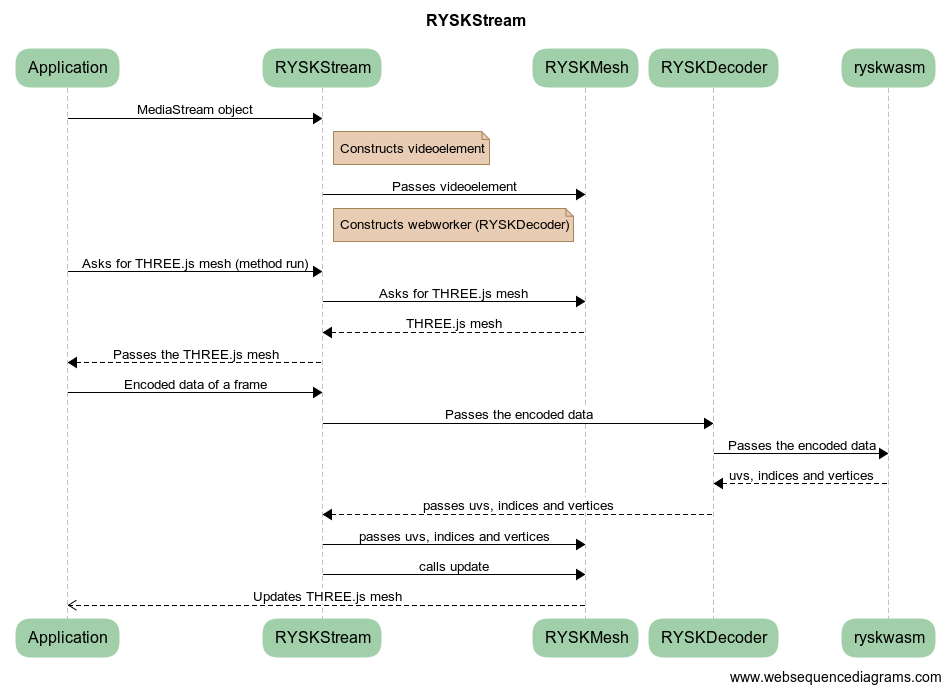 RYSKStream
Application
RYSKStream
RYSKMesh
RYSKDecoder
ryskwasm
MediaStream object
Constructs videoelement
Passes videoelement
Constructs webworker (RYSKDecoder)
Asks for THREE.js mesh (method run)
Asks for THREE.js mesh
THREE.js mesh
Passes the THREE.js mesh
Encoded data of a frame
Passes the encoded data
Passes the encoded data
uvs, indices and vertices
passes uvs, indices and vertices
passes uvs, indices and vertices
calls update
Updates THREE.js mesh
Application
RYSKStream
RYSKMesh
RYSKDecoder
ryskwasm
www.websequencediagrams.com